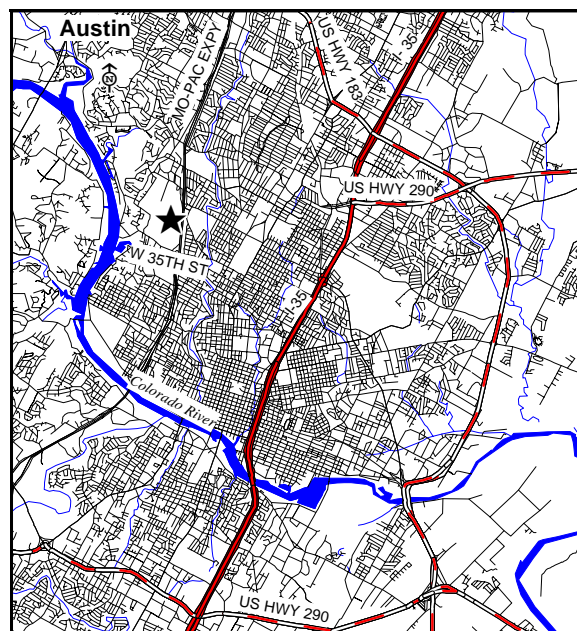 Austin
MO-PAC EXPY
US HWY 183
I-35
US HWY 290
W 35TH ST
I-35
Colorado River
US HWY 290